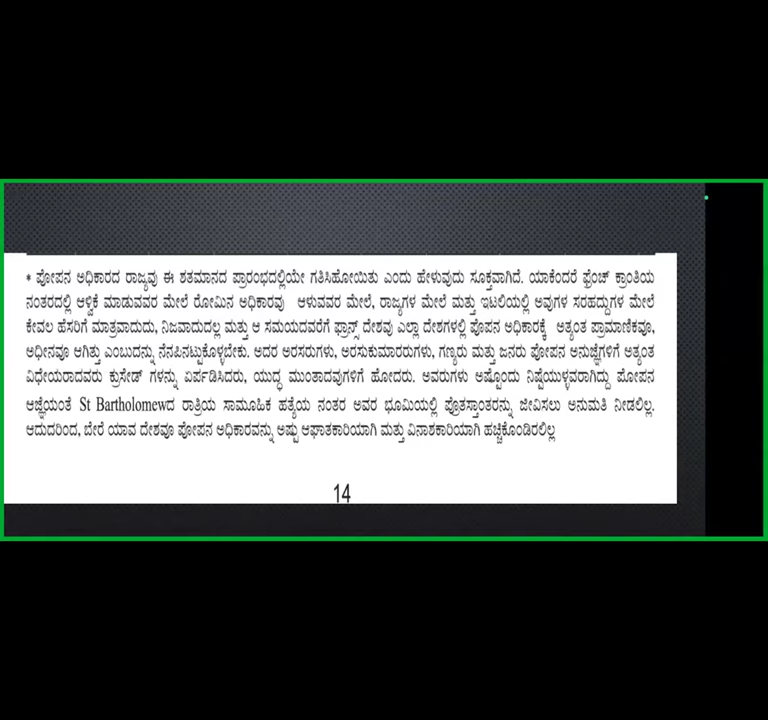 * ಪೋಪನ ಅಧಿಕಾರದ ರಾಜ್ಯವು ಈ ಶತಮಾನದ ಪ್ರಾರಂಭದಲ್ಲಿಯೇ ಗತಿಸಿಹೋಯಿತು ಎಂದು ಹೇಳುವುದು ಸೂಕ್ತವಾಗಿದೆ. ಯಾಕೆಂದರೆ ಫ್ರೆಂಚ್ ಕ್ರಾಂತಿಯ
ನಂತರದಲ್ಲಿ ಆಳ್ವಿಕೆ ಮಾಡುವವರ ಮೇಲೆ ರೋಮಿನ ಅಧಿಕಾರವು ಆಳುವವರ ಮೇಲೆ, ರಾಜ್ಯಗಳ ಮೇಲೆ ಮತ್ತು ಇಟಲಿಯಲ್ಲಿ ಅವುಗಳ ಸರಹದ್ದುಗಳ ಮೇಲೆ
ಕೇವಲ ಹೆಸರಿಗೆ ಮಾತ್ರವಾದುದು, ನಿಜವಾದುದಲ್ಲ ಮತ್ತು ಆ ಸಮಯದವರೆಗೆ ಫ್ರಾನ್ಸ್ ದೇಶವು ಎಲ್ಲಾ ದೇಶಗಳಲ್ಲಿ ಪೊಪನ ಅಧಿಕಾರಕ್ಕೆ ಅತ್ಯಂತ ಪ್ರಾಮಾಣಿಕವೂ,
ಅಧೀನವೂ ಆಗಿತ್ತು ಎಂಬುದನ್ನು ನೆನಪಿನಟ್ಟುಕೊಳ್ಳಬೇಕು. ಅದರ ಅರಸರುಗಳು, ಅರಸುಕುಮಾರರುಗಳು, ಗಣ್ಯರು ಮತ್ತು ಜನರು ಪೋಪನ ಅನುಜ್ಞೆಗಳಿಗೆ ಅತ್ಯಂತ
ವಿಧೇಯರಾದವರು ಕ್ರುಸೇಡ್ ಗಳನ್ನು ಏರ್ಪಡಿಸಿದರು, ಯುದ್ಧ ಮುಂತಾದವುಗಳಿಗೆ ಹೋದರು. ಅವರುಗಳು ಅಷ್ಟೊಂದು ನಿಷ್ಠೆಯುಳ್ಳವರಾಗಿದ್ದು ಪೋಪನ
ಆಜ್ಞೆಯಂತೆ St Bartholomewದ ರಾತ್ರಿಯ ಸಾಮೂಹಿಕ ಹತ್ಯೆಯ ನಂತರ ಅವರ ಭೂಮಿಯಲ್ಲಿ ಪ್ರೊತಸ್ತಾಂತರನ್ನು ಜೀವಿಸಲು ಅನುಮತಿ ನೀಡಲಿಲ್ಲ.
ಆದುದರಿಂದ, ಬೇರೆ ಯಾವ ದೇಶವೂ ಪೋಪನ ಅಧಿಕಾರವನ್ನು ಅಷ್ಟು ಆಘಾತಕಾರಿಯಾಗಿ ಮತ್ತು ವಿನಾಶಕಾರಿಯಾಗಿ ಹಚ್ಚಿಕೊಂಡಿರಲಿಲ್ಲ
14